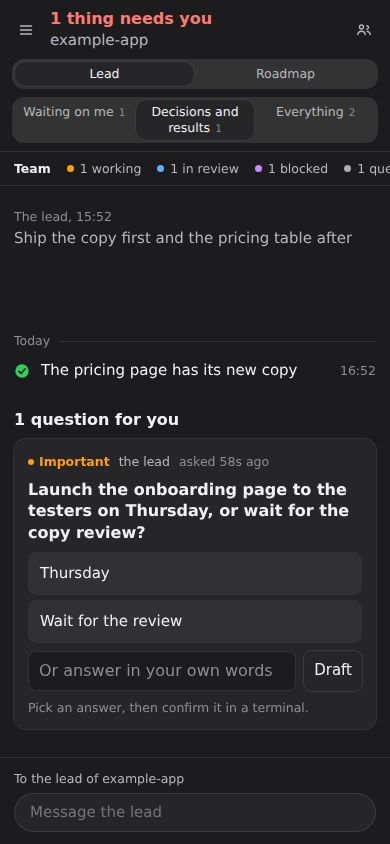 1 thing needs you
example-app
Lead
Roadmap
Waiting on me 1
Decisions and
results 1
Everything 2
Team
1 working
1 in review
1 blocked
1 que
The lead, 15:52
Ship the copy first and the pricing table after
Today
The pricing page has its new copy
16:52
1 question for you
Important the lead asked 58s ago
Launch the onboarding page to the
testers on Thursday, or wait for the
copy review?
Thursday
Wait for the review
Or answer in your own words
Draft
Pick an answer, then confirm it in a terminal.
To the lead of example-app
Message the lead